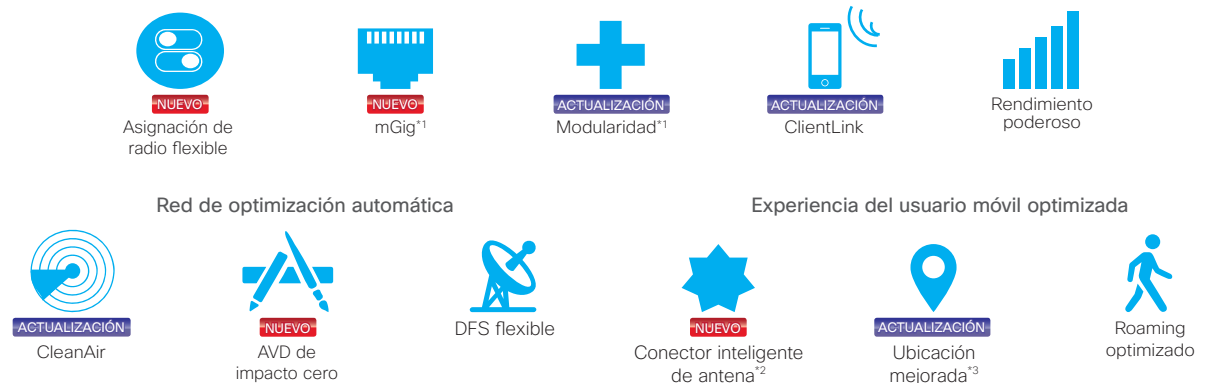 NUEVO
Asignación de
radio flexible
NUEVO
mGig*1
ACTUALIZACIÓN
Modularidad*1
ACTUALIZACIÓN
ClientLink
Rendimiento
poderoso
Red de optimización automática
Experiencia del usuario móvil optimizada
ACTUALIZACIÓN
CleanAir
NUEVO
AVD de
impacto cero
DFS flexible
NUEVO
Conector inteligente
de antena*2
ACTUALIZACIÓN
Ubicación
mejorada*3
Roaming
optimizado